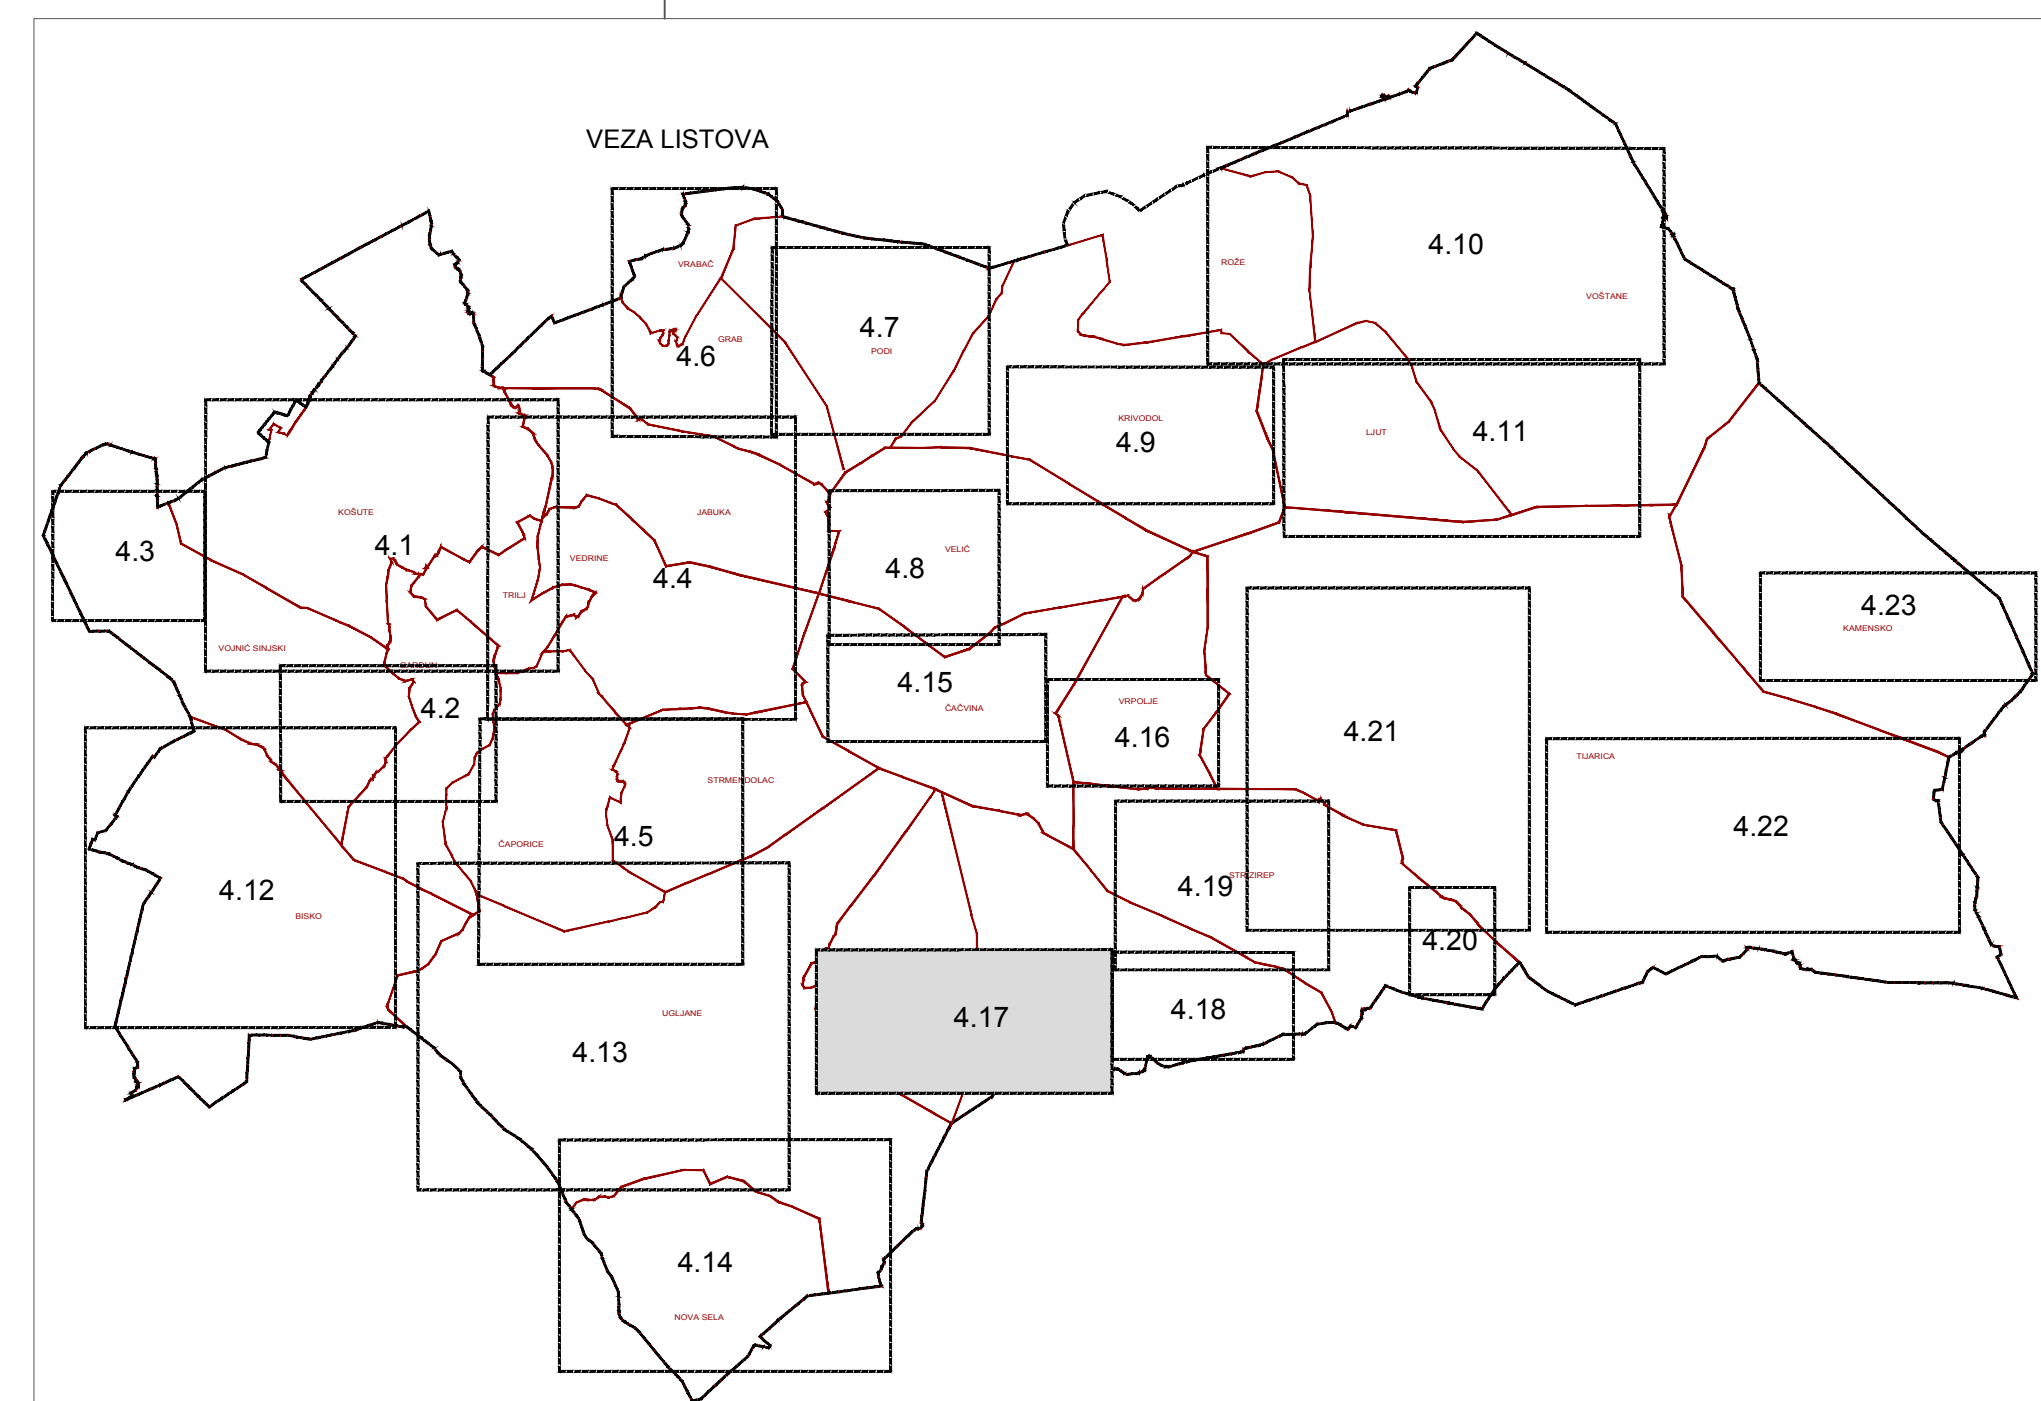 VEZA LISTOVA
4.10
ROŽE
VRABAČ
VOŠTANE
4.7
GRAB
4.6
PODI
KRIVODOL
4.9
LJUT
4.11
KOŠUTE
JABUKA
4.1
4.3
VELIĆ
VEDRINE
4.8
4.4
TRILJ
4.23
KAMENSKO
VOJNIĆ SINJSKI
GARDUN
4.15
ČAČVINA
VRPOLJE
4.2
4.16
4.21
TIJARICA
STRMENDOLAC
4.22
4.5
ČAPORICE
4.19
STRIZIREP
4.12
BISKO
4.20
UGLJANE
4.17
4.18
4.13
4.14
NOVA SELA